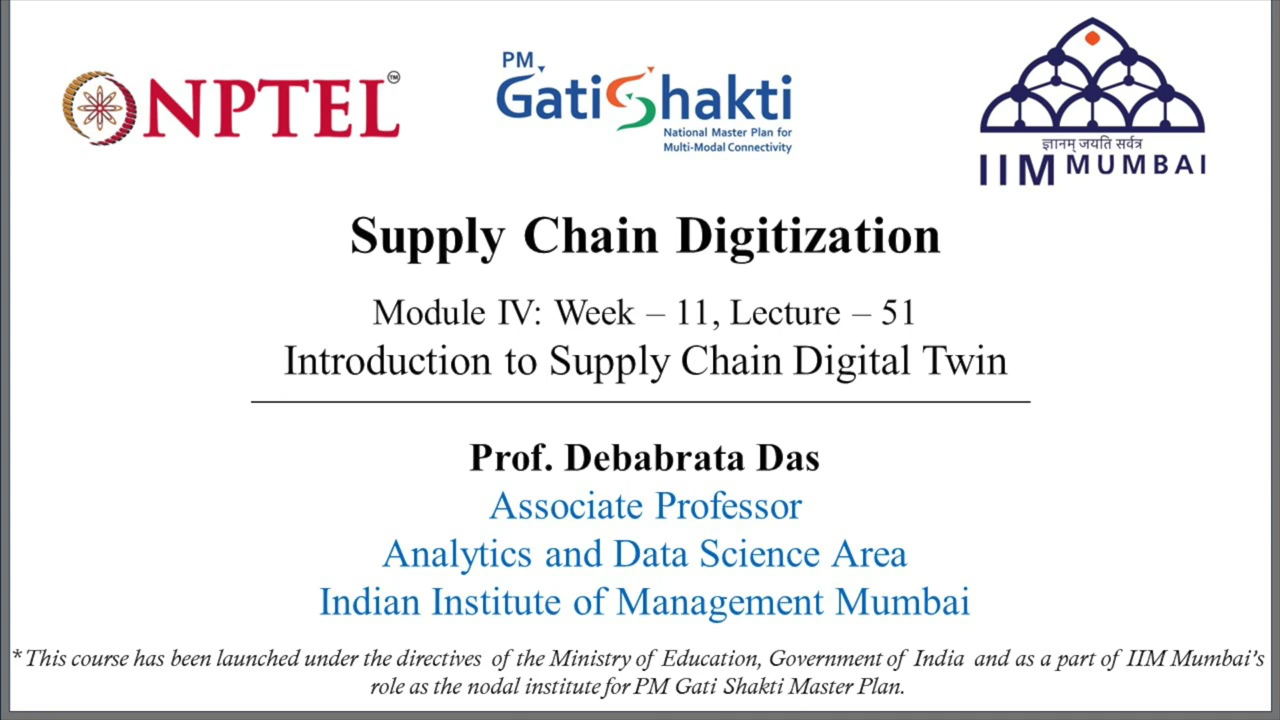 NPTEL™
PM
GatiShakti
National Master Plan for
Multi-Modal Connectivity
ज्ञानम् जयति सर्वत्र
IIM MUMBAI
Supply Chain Digitization
Module IV: Week – 11, Lecture – 51
Introduction to Supply Chain Digital Twin
Prof. Debabrata Das
Associate Professor
Analytics and Data Science Area
Indian Institute of Management Mumbai
*This course has been launched under the directives of the Ministry of Education, Government of India and as a part of IIM Mumbai's
role as the nodal institute for PM Gati Shakti Master Plan.